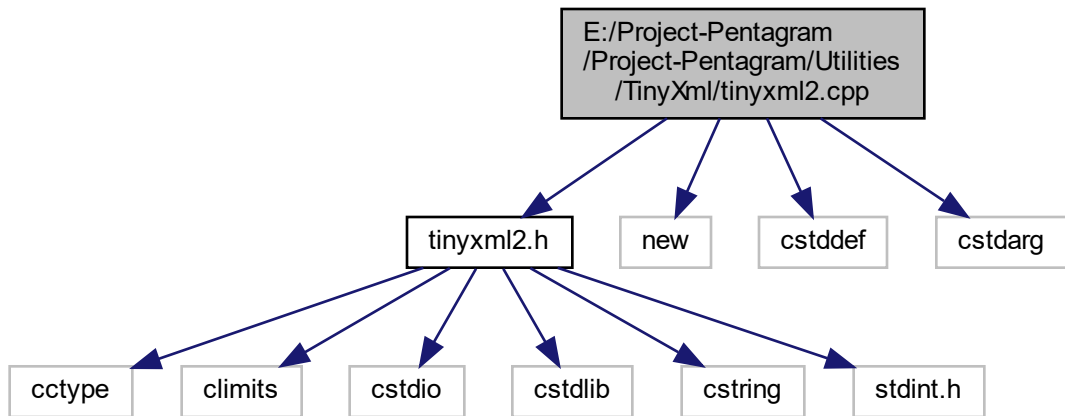 E:/Project-Pentagram
/Project-Pentagram/Utilities
/TinyXml/tinyxml2.cpp
tinyxml2.h
new
cstddef
cstdarg
cctype
climits
cstdio
cstdlib
cstring
stdint.h